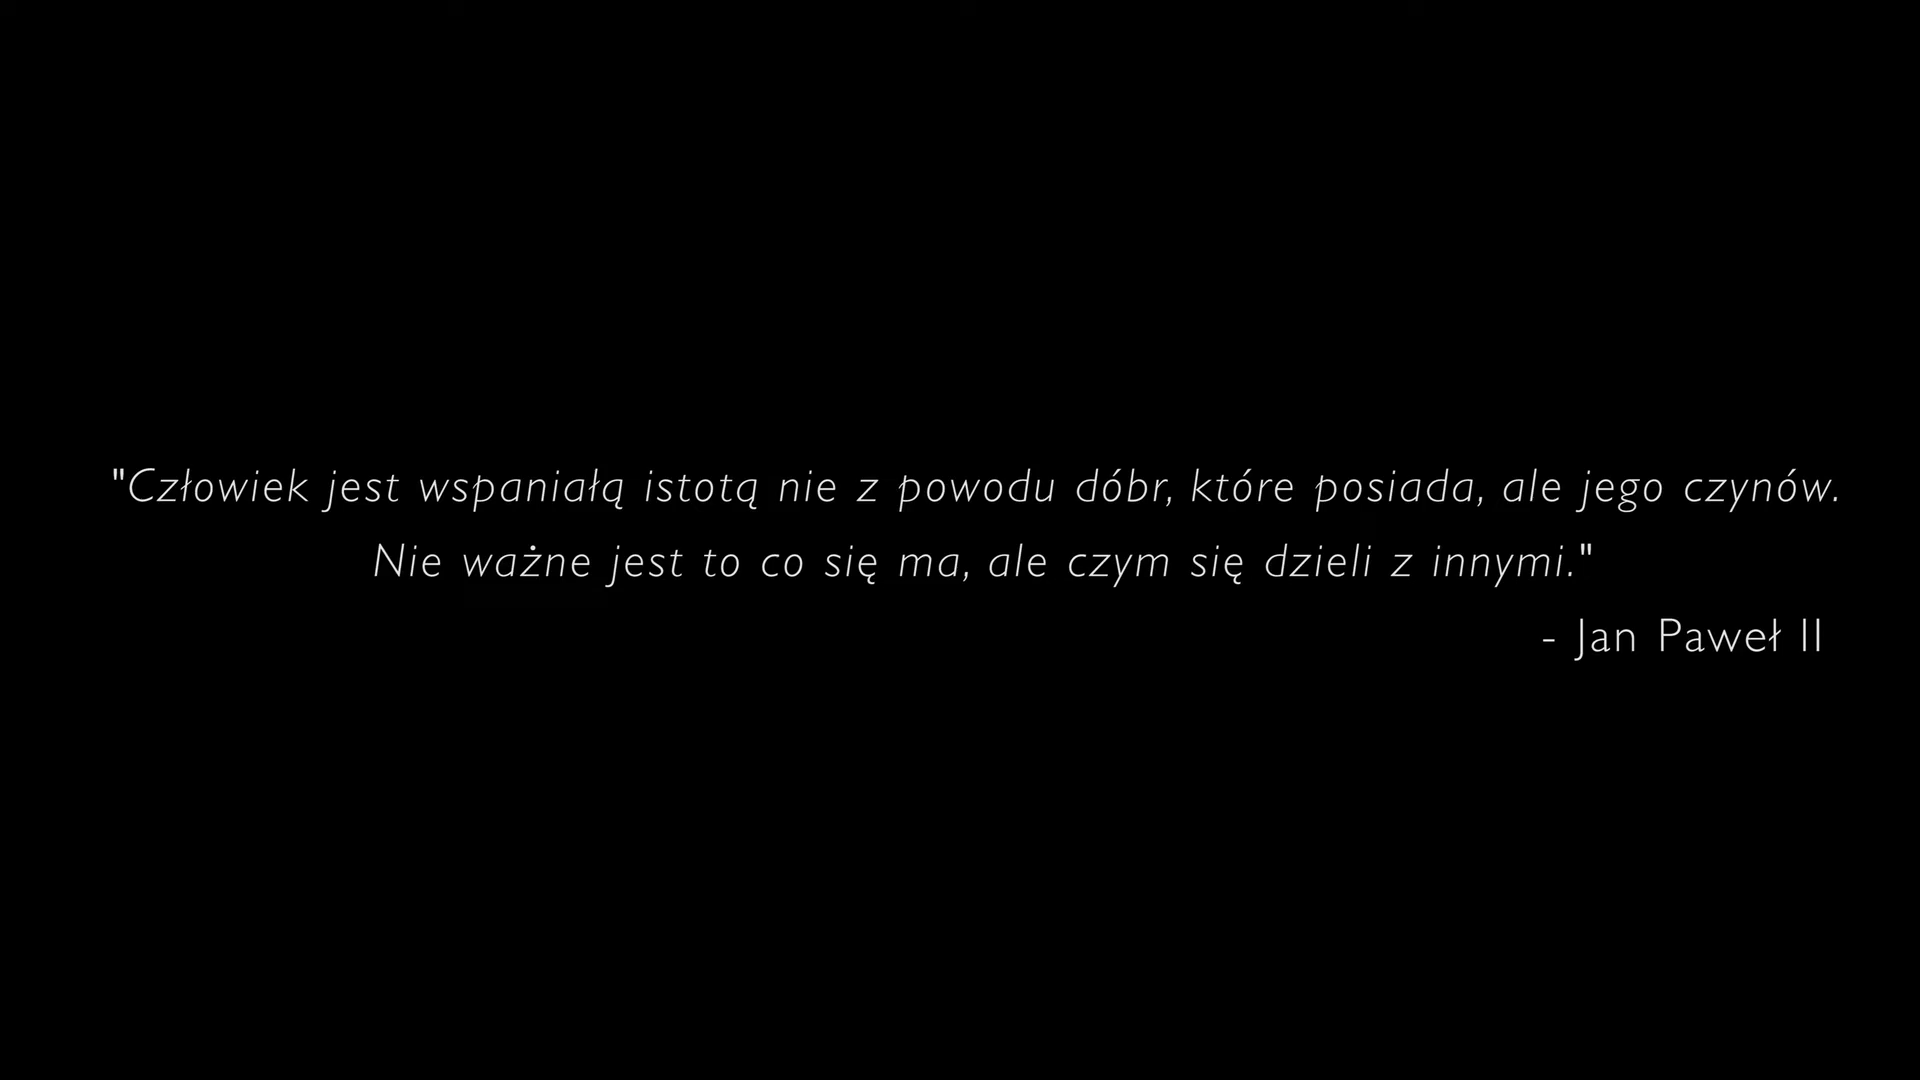 "Człowiek jest wspaniałą istotą nie z powodu dóbr, które posiada, ale jego czynów.
Nie ważne jest to co się ma, ale czym się dzieli z innymi."
- Jan Paweł II